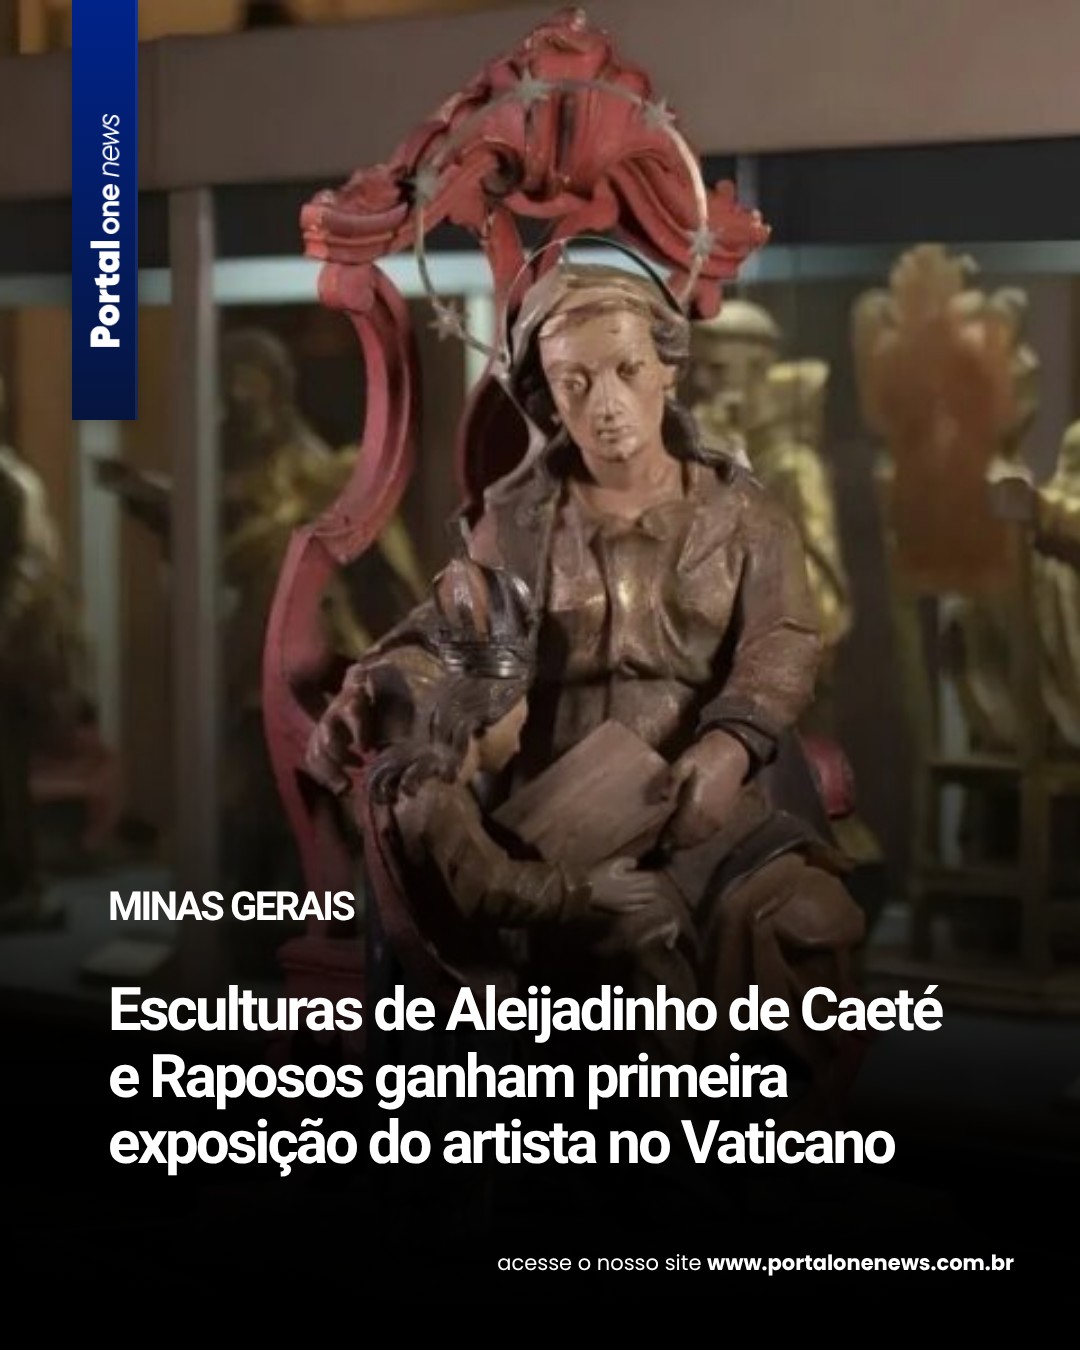 Portal one news
MINAS GERAIS
Esculturas de Aleijadinho de Caeté
e Raposos ganham primeira
exposição do artista no Vaticano
acesse o nosso site www.portalonenews.com.br